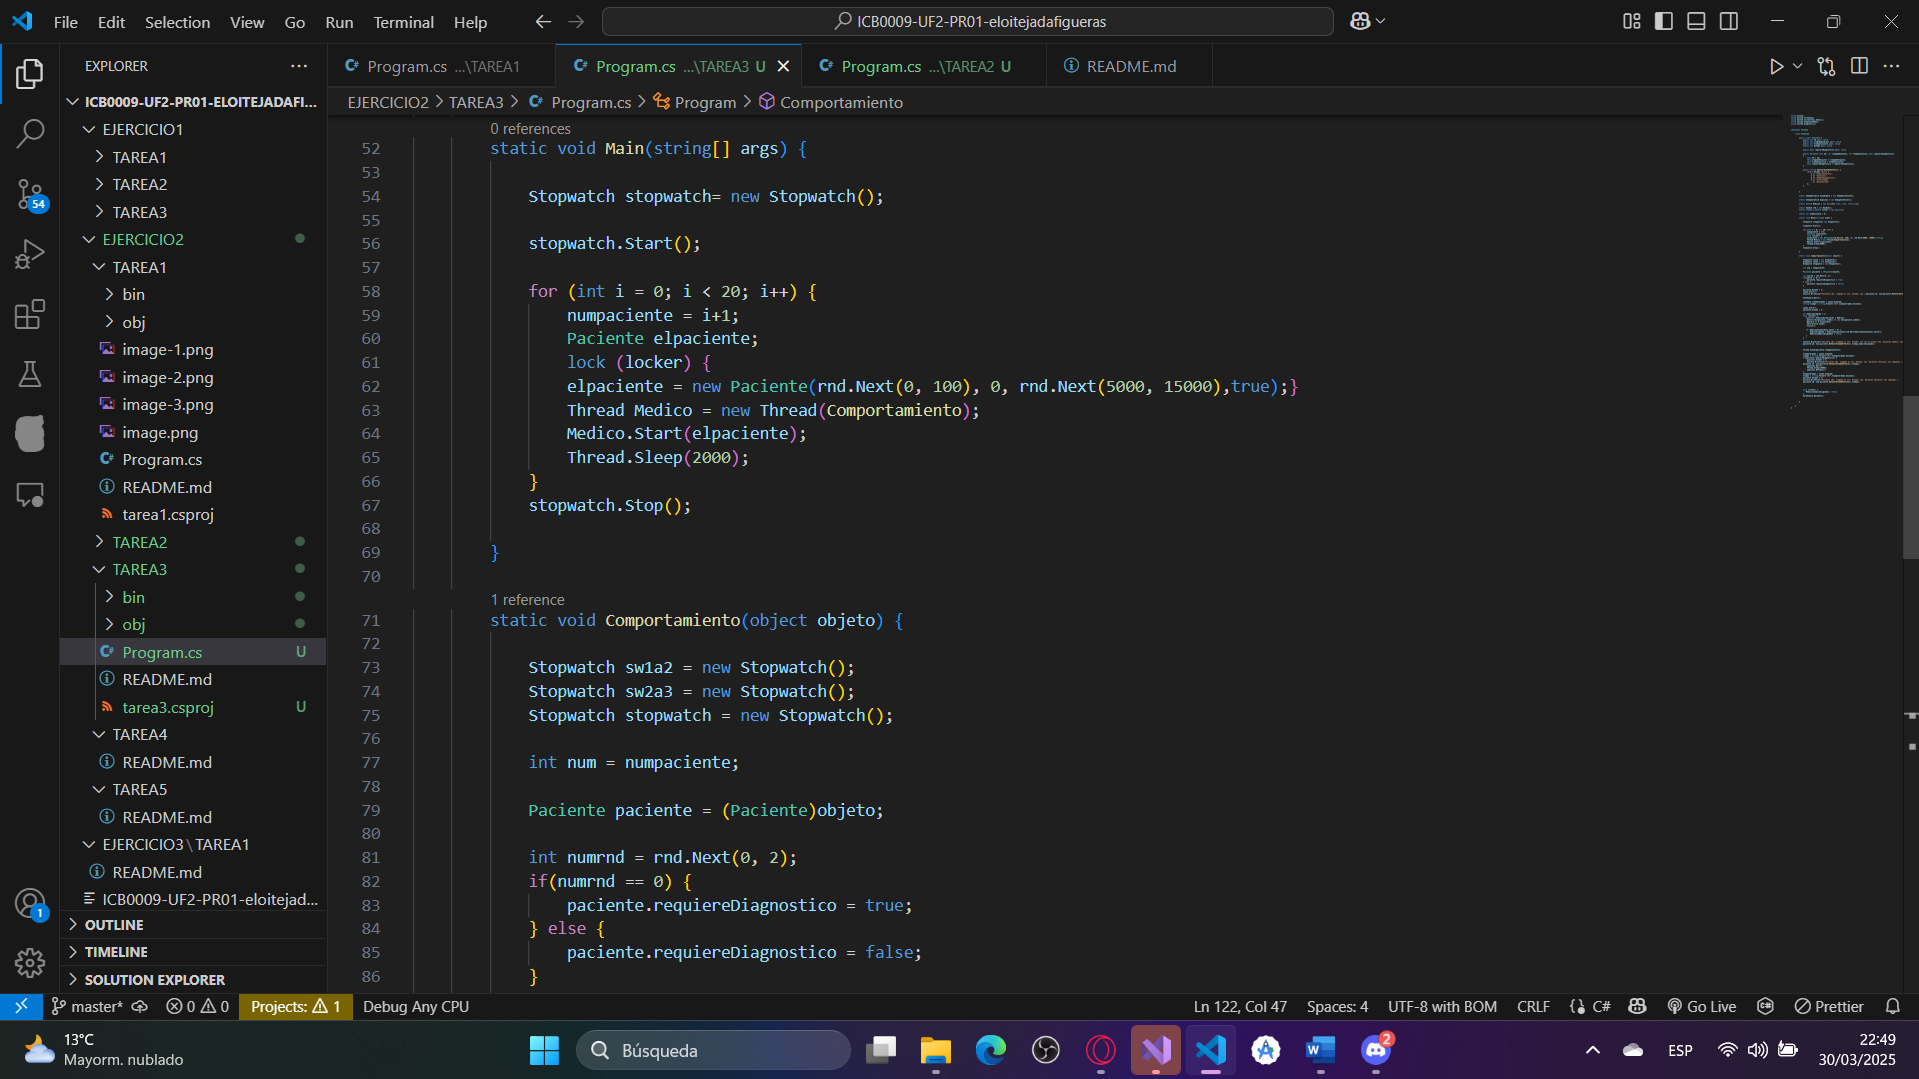 File Edit Selection View Go Run Terminal Help
ICB0009-UF2-PR01-eloitejadafigueras
EXPLORER
ICB0009-UF2-PR01-ELOITEJADAFI...
EJERCICIO1
TAREA1
TAREA2
TAREA3
EJERCICIO2
TAREA1
bin
obj
image-1.png
image-2.png
image-3.png
image.png
Program.cs
README.md
tarea1.csproj
TAREA2
TAREA3
bin
obj
Program.cs U
README.md
tarea3.csproj U
TAREA4
README.md
TAREA5
README.md
EJERCICIO3\TAREA1
README.md
ICB0009-UF2-PR01-eloitejad...
OUTLINE
TIMELINE
SOLUTION EXPLORER
54
1
Program.cs ...\TAREA1
Program.cs ...\TAREA3 U
Program.cs ...\TAREA2 U
README.md
EJERCICIO2 > TAREA3 > Program.cs > Program > Comportamiento
0 references
52 static void Main(string[] args) {
53
54 Stopwatch stopwatch= new Stopwatch();
55
56 stopwatch.Start();
57
58 for (int i = 0; i < 20; i++) {
59 numpaciente = i+1;
60 Paciente elpaciente;
61 lock (locker) {
62 elpaciente = new Paciente(rnd.Next(0, 100), 0, rnd.Next(5000, 15000),true);}
63 Thread Medico = new Thread(Comportamiento);
64 Medico.Start(elpaciente);
65 Thread.Sleep(2000);
66 }
67 stopwatch.Stop();
68
69 }
70
1 reference
71 static void Comportamiento(object objeto) {
72
73 Stopwatch sw1a2 = new Stopwatch();
74 Stopwatch sw2a3 = new Stopwatch();
75 Stopwatch stopwatch = new Stopwatch();
76
77 int num = numpaciente;
78
79 Paciente paciente = (Paciente)objeto;
80
81 int numrnd = rnd.Next(0, 2);
82 if(numrnd == 0) {
83 paciente.requiereDiagnostico = true;
84 } else {
85 paciente.requiereDiagnostico = false;
86 }
master* 0 0 Projects: 1 Debug Any CPU
Ln 122, Col 47 Spaces: 4 UTF-8 with BOM CRLF {} C# Go Live Prettier
13°C
Mayorm. nublado
Búsqueda
2
ESP
22:49
30/03/2025